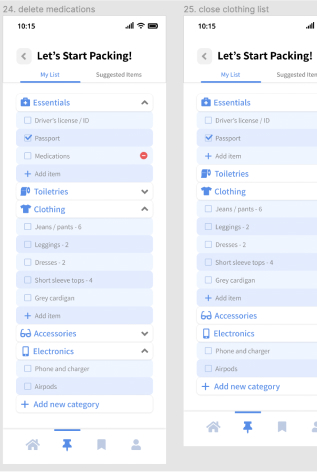 24. delete medications
10:15
Let's Start Packing!
My List
Suggested Items
Essentials
Driver's license / ID
Passport
Medications
+ Add item
Toiletries
Clothing
Jeans / pants - 6
Leggings - 2
Dresses - 2
Short sleeve tops - 4
Grey cardigan
+ Add item
Accessories
Electronics
Phone and charger
Airpods
+ Add new category
25. close clothing list
10:15
Let's Start Packing!
My List
Suggested Item
Essentials
Driver's license / ID
Passport
+ Add item
Toiletries
Clothing
Jeans / pants - 6
Leggings - 2
Dresses - 2
Short sleeve tops - 4
Grey cardigan
+ Add item
Accessories
Electronics
Phone and charger
Airpods
+ Add new category